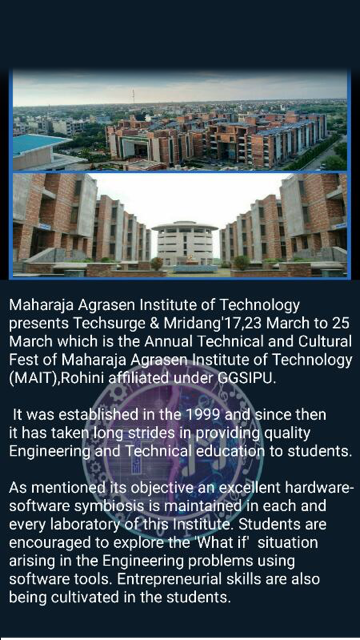 Maharaja Agrasen Institute of Technology
presents Techsurge & Mridang'17,23 March to 25
March which is the Annual Technical and Cultural
Fest of Maharaja Agrasen Institute of Technology
(MAIT),Rohini affiliated under GGSIPU.
It was established in the 1999 and since then
it has taken long strides in providing quality
Engineering and Technical education to students.
As mentioned its objective an excellent hardware-
software symbiosis is maintained in each and
every laboratory of this Institute. Students are
encouraged to explore the 'What if' situation
arising in the Engineering problems using
software tools. Entrepreneurial skills are also
being cultivated in the students.